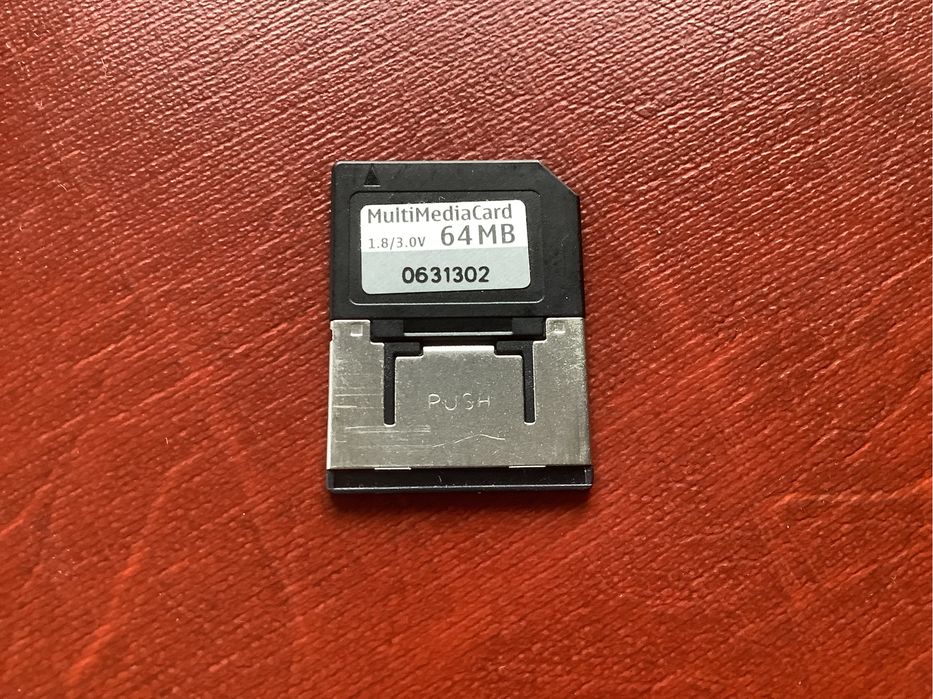 MultiMediaCard
1.8/3.0V 64MB
0631302
PUSH